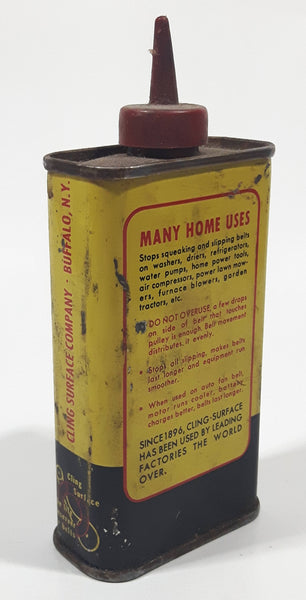 MANY HOME USES
Stops squeaking and slipping belts
on washers, driers, refrigerators,
water pumps, home power tools,
air compressors, power lawn mow-
ers, furnace blowers, garden
tractors, etc.
• DO NOT OVERUSE, a few drops
on side of belt that touches
pulley is enough. Belt movement
distributes it evenly.
• Stops all slipping, makes belts
last longer and equipment run
smoother.
• When used on auto fan belt,
motor runs cooler, battery
charges better, belts last longer.
SINCE 1896, CLING-SURFACE
HAS BEEN USED BY LEADING
FACTORIES THE WORLD
OVER.
CLING SURFACE COMPANY · BUFFALO, N.Y.
Cling
Surface
Belts